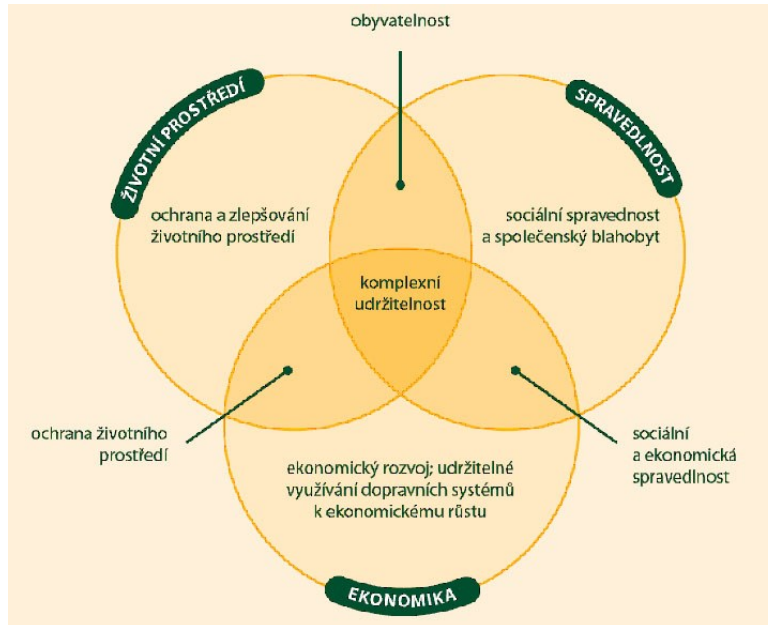 obyvatelnost
ŽIVOTNÍ PROSTŘEDÍ
SPRAVEDLNOST
ochrana a zlepšování
životního prostředí
sociální spravednost
a společenský blahobyt
komplexní
udržitelnost
ochrana životního
prostředí
sociální
a ekonomická
spravedlnost
ekonomický rozvoj; udržitelné
využívání dopravních systémů
k ekonomickému růstu
EKONOMIKA